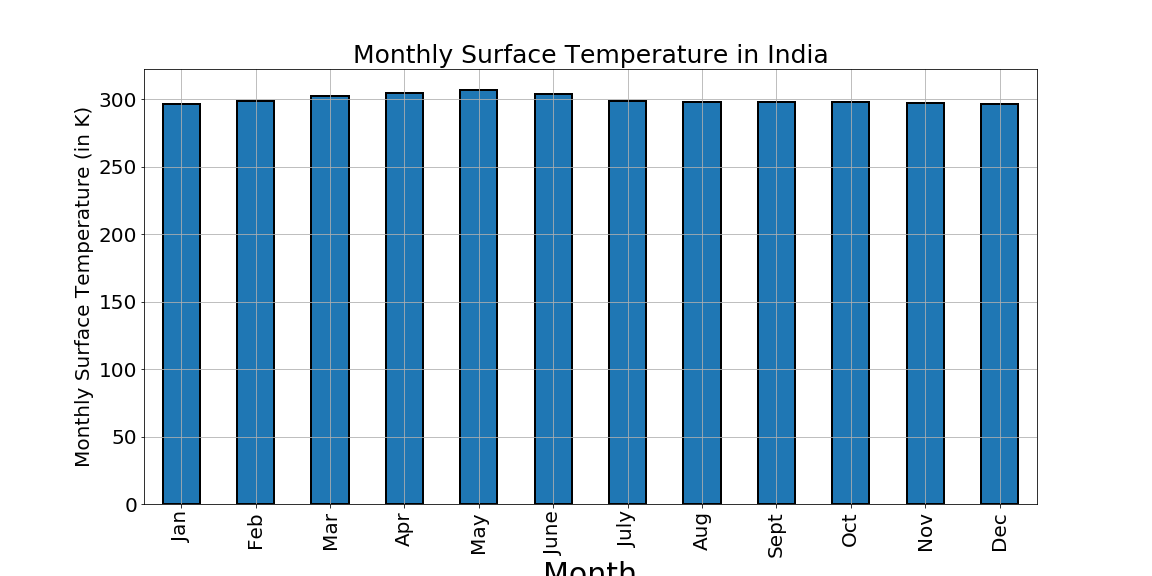 Monthly Surface Temperature in India
Monthly Surface Temperature (in K)
300
250
200
150
100
50
0
Jan
Feb
Mar
Apr
May
June
July
Aug
Sept
Oct
Nov
Dec
Month